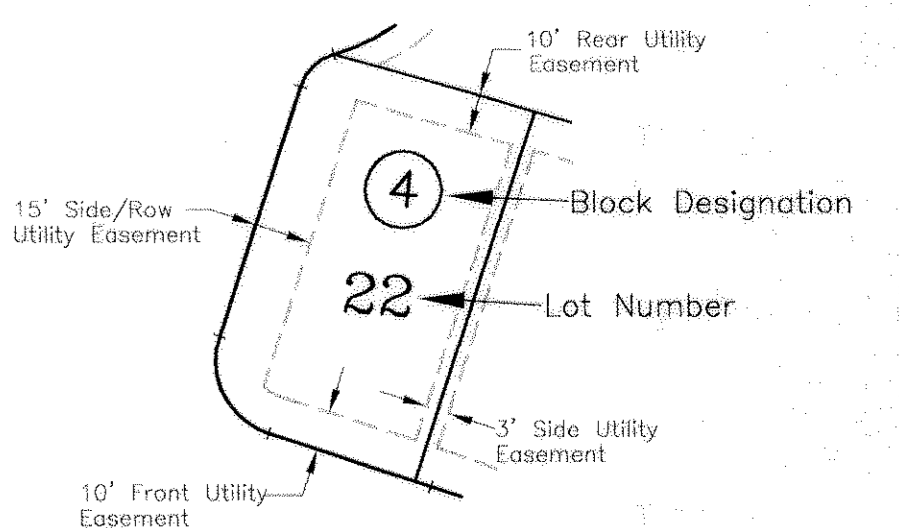 10' Rear Utility
Easement
4
Block Designation
15' Side/Row
Utility Easement
22
Lot Number
3' Side Utility
Easement
10' Front Utility
Easement